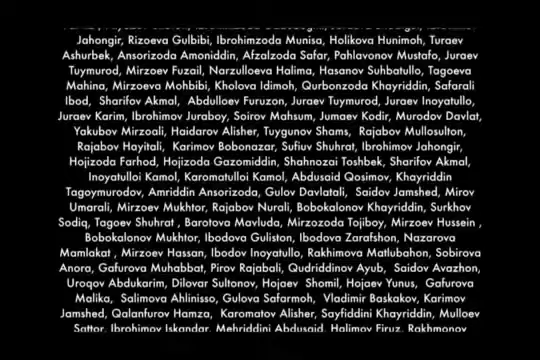 Jahongir, Rizoeva Gulbibi, Ibrohimzoda Munisa, Holikova Hunimoh, Turaev
Ashurbek, Ansorizoda Amoniddin, Afzalzoda Safar, Pahlavonov Mustafo, Juraev
Tuymurod, Mirzoev Fuzail, Narzulloeva Halima, Hasanov Suhbatullo, Tagoeva
Mahina, Mirzoeva Mohbibi, Kholova Idimoh, Qurbonzoda Khayriddin, Safarali
Ibod, Sharifov Akmal, Abdulloev Furuzon, Juraev Tuymurod, Juraev Inoyatullo,
Juraev Karim, Ibrohimov Juraboy, Soirov Mahsum, Jumaev Kodir, Murodov Davlat,
Yakubov Mirzoali, Haidarov Alisher, Tuygunov Shams, Rajabov Mullosulton,
Rajabov Hayitali, Karimov Bobonazar, Sufiuv Shuhrat, Ibrohimov Jahongir,
Hojizoda Farhod, Hojizoda Gazomiddin, Shahnozai Toshbek, Sharifov Akmal,
Inoyatulloi Kamol, Karomatulloi Kamol, Abdusaid Qosimov, Khayriddin
Tagoymurodov, Amriddin Ansorizoda, Gulov Davlatali, Saidov Jamshed, Mirov
Umarali, Mirzoev Mukhtor, Rajabov Nurali, Bobokalonov Khayriddin, Surkhov
Sodiq, Tagoev Shuhrat , Barotova Mavluda, Mirzozoda Tojiboy, Mirzoev Hussein ,
Bobokalonov Mukhtor, Ibodova Guliston, Ibodova Zarafshon, Nazarova
Mamlakat , Mirzoev Hassan, Ibodov Inoyatullo, Rakhimova Matlubahon, Sobirova
Anora, Gafurova Muhabbat, Pirov Rajabali, Qudriddinov Ayub, Saidov Avazhon,
Uroqov Abdukarim, Dilovar Sultonov, Hojaev Shomil, Hojaev Yunus, Gafurova
Malika, Salimova Ahlinisso, Gulova Safarmoh, Vladimir Baskakov, Karimov
Jamshed, Qalanfurov Hamza, Karomatov Alisher, Sayfiddini Khayriddin, Mulloev
Sattor, Ibrohimov Iskandar, Mehriddini Abdusaid, Halimov Firuz, Rakhmonov